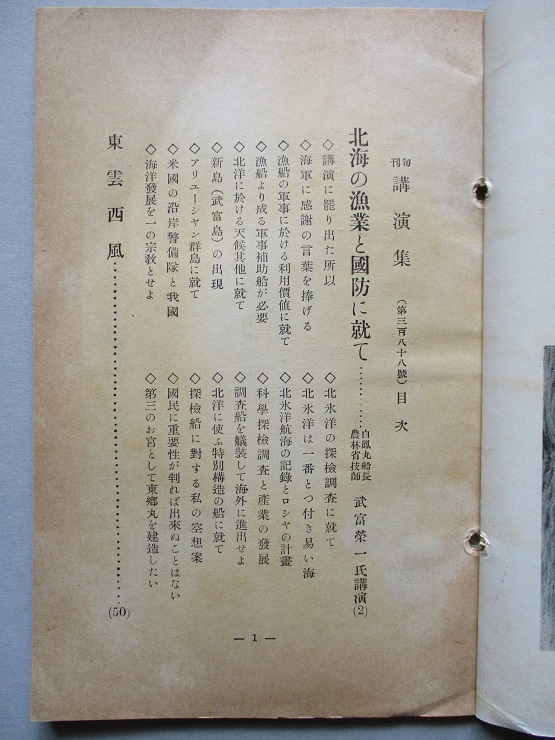 旬刊 講演集 （第三百八十八號） 目次
北海の漁業と國防に就て…………白鳳丸船長 農林省技師 武富榮一氏講演(2)
◇講演に罷り出た所以
◇海軍に感謝の言葉を捧げる
◇漁船の軍事に於ける利用價値に就て
◇漁船より成る軍事補助船が必要
◇北洋に於ける天候其他に就て
◇新島（武富島）の出現
◇アリユーシヤン群島に就て
◇米國の沿岸警備隊と我國
◇海洋發展を一の宗敎とせよ
◇北氷洋の探檢調査に就て
◇北氷洋は一番とつ付き易い海
◇北氷洋航海の記錄とロシヤの計畫
◇科學探檢調査と產業の發展
◇調査船を艤裝して海外に進出せよ
◇北洋に使ふ特別構造の船に就て
◇探檢船に對する私の空想案
◇國民に重要性が判れば出來ぬことはない
◇第三のお宮として東鄕丸を建造したい
東雲西風…………(50)
— 1 —